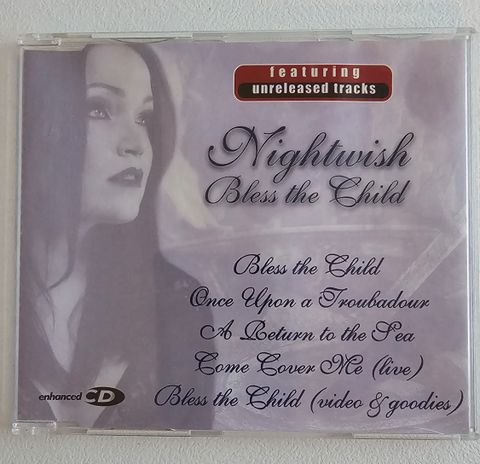 featuring
unreleased tracks
Nightwish
Bless the Child
Bless the Child
Once Upon a Troubadour
A Return to the Sea
Come Cover Me (live)
Bless the Child (video & goodies)
enhanced CD